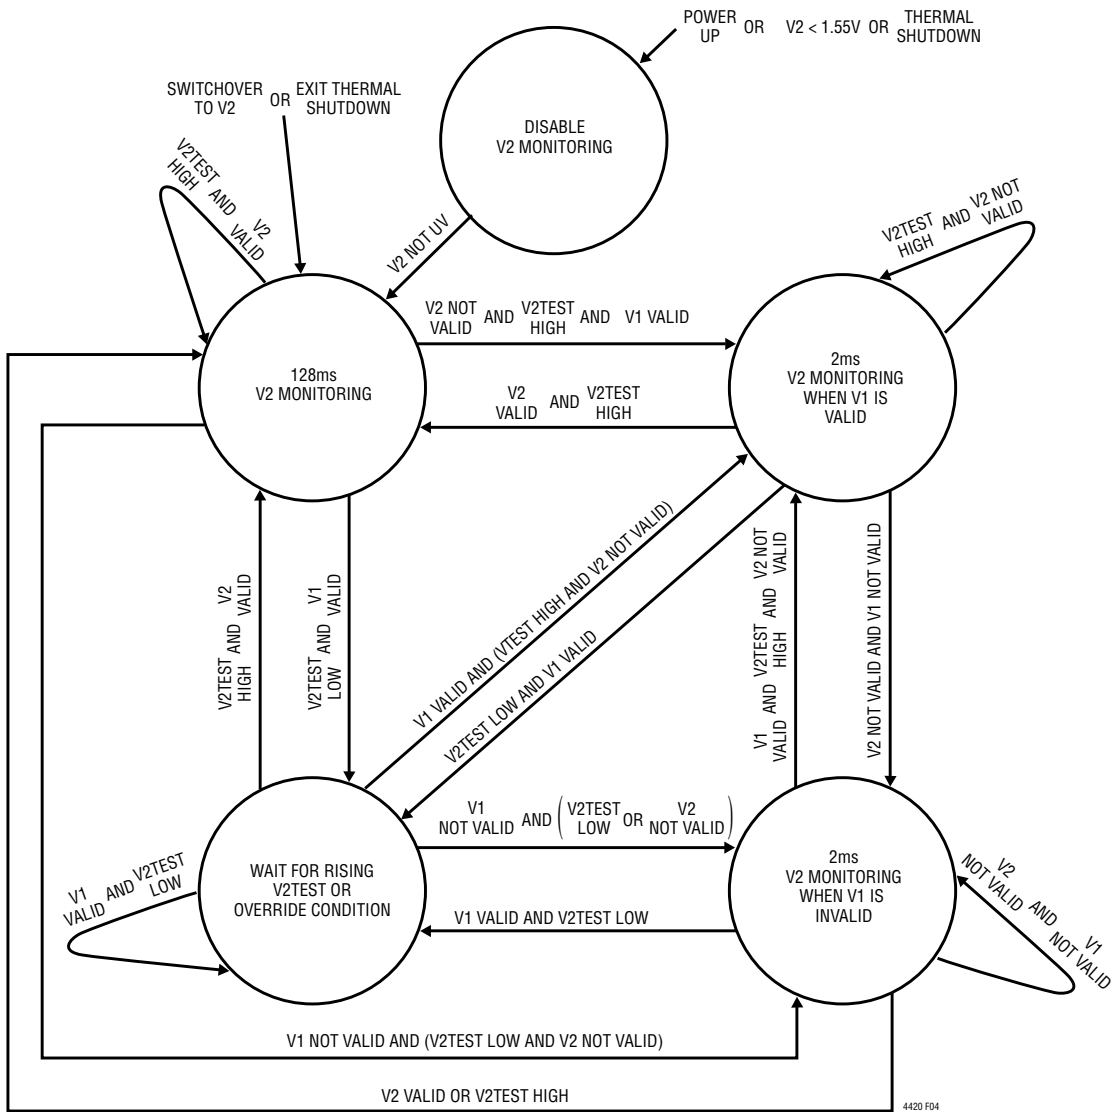 POWER
UP OR V2 < 1.55V OR THERMAL
SHUTDOWN
SWITCHOVER
TO V2 OR EXIT THERMAL
SHUTDOWN
DISABLE
V2 MONITORING
V2TEST
HIGH AND V2
VALID
V2 NOT UV
V2TEST
HIGH AND V2 NOT
VALID
V2 NOT
VALID AND V2TEST
HIGH AND V1 VALID
128ms
V2 MONITORING
2ms
V2 MONITORING
WHEN V1 IS
VALID
V2
VALID AND V2TEST
HIGH
V2TEST
HIGH AND V2
VALID
V2TEST
LOW AND V1
VALID
V1 VALID AND (VTEST HIGH AND V2 NOT VALID)
V2TEST LOW AND V1 VALID
V1
VALID AND V2TEST
HIGH AND V2 NOT
VALID
V2 NOT VALID AND V1 NOT VALID
V1
NOT VALID AND (V2TEST
LOW OR V2
NOT VALID)
WAIT FOR RISING
V2TEST OR
OVERRIDE CONDITION
2ms
V2 MONITORING
WHEN V1 IS
INVALID
V1
VALID AND V2TEST
LOW
V1 VALID AND V2TEST LOW
V2
NOT VALID AND V1
NOT VALID
V1 NOT VALID AND (V2TEST LOW AND V2 NOT VALID)
V2 VALID OR V2TEST HIGH
4420 F04